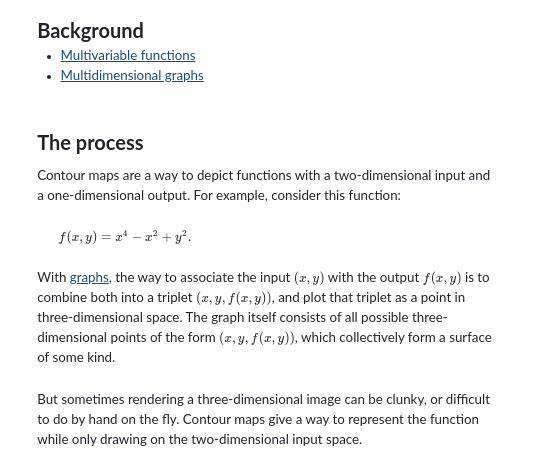 Background
• Multivariable functions
• Multidimensional graphs
The process
Contour maps are a way to depict functions with a two-dimensional input and
a one-dimensional output. For example, consider this function:
f(x, y) = x⁴ − x² + y².
With graphs, the way to associate the input (x, y) with the output f(x, y) is to
combine both into a triplet (x, y, f(x, y)), and plot that triplet as a point in
three-dimensional space. The graph itself consists of all possible three-
dimensional points of the form (x, y, f(x, y)), which collectively form a surface
of some kind.
But sometimes rendering a three-dimensional image can be clunky, or difficult
to do by hand on the fly. Contour maps give a way to represent the function
while only drawing on the two-dimensional input space.